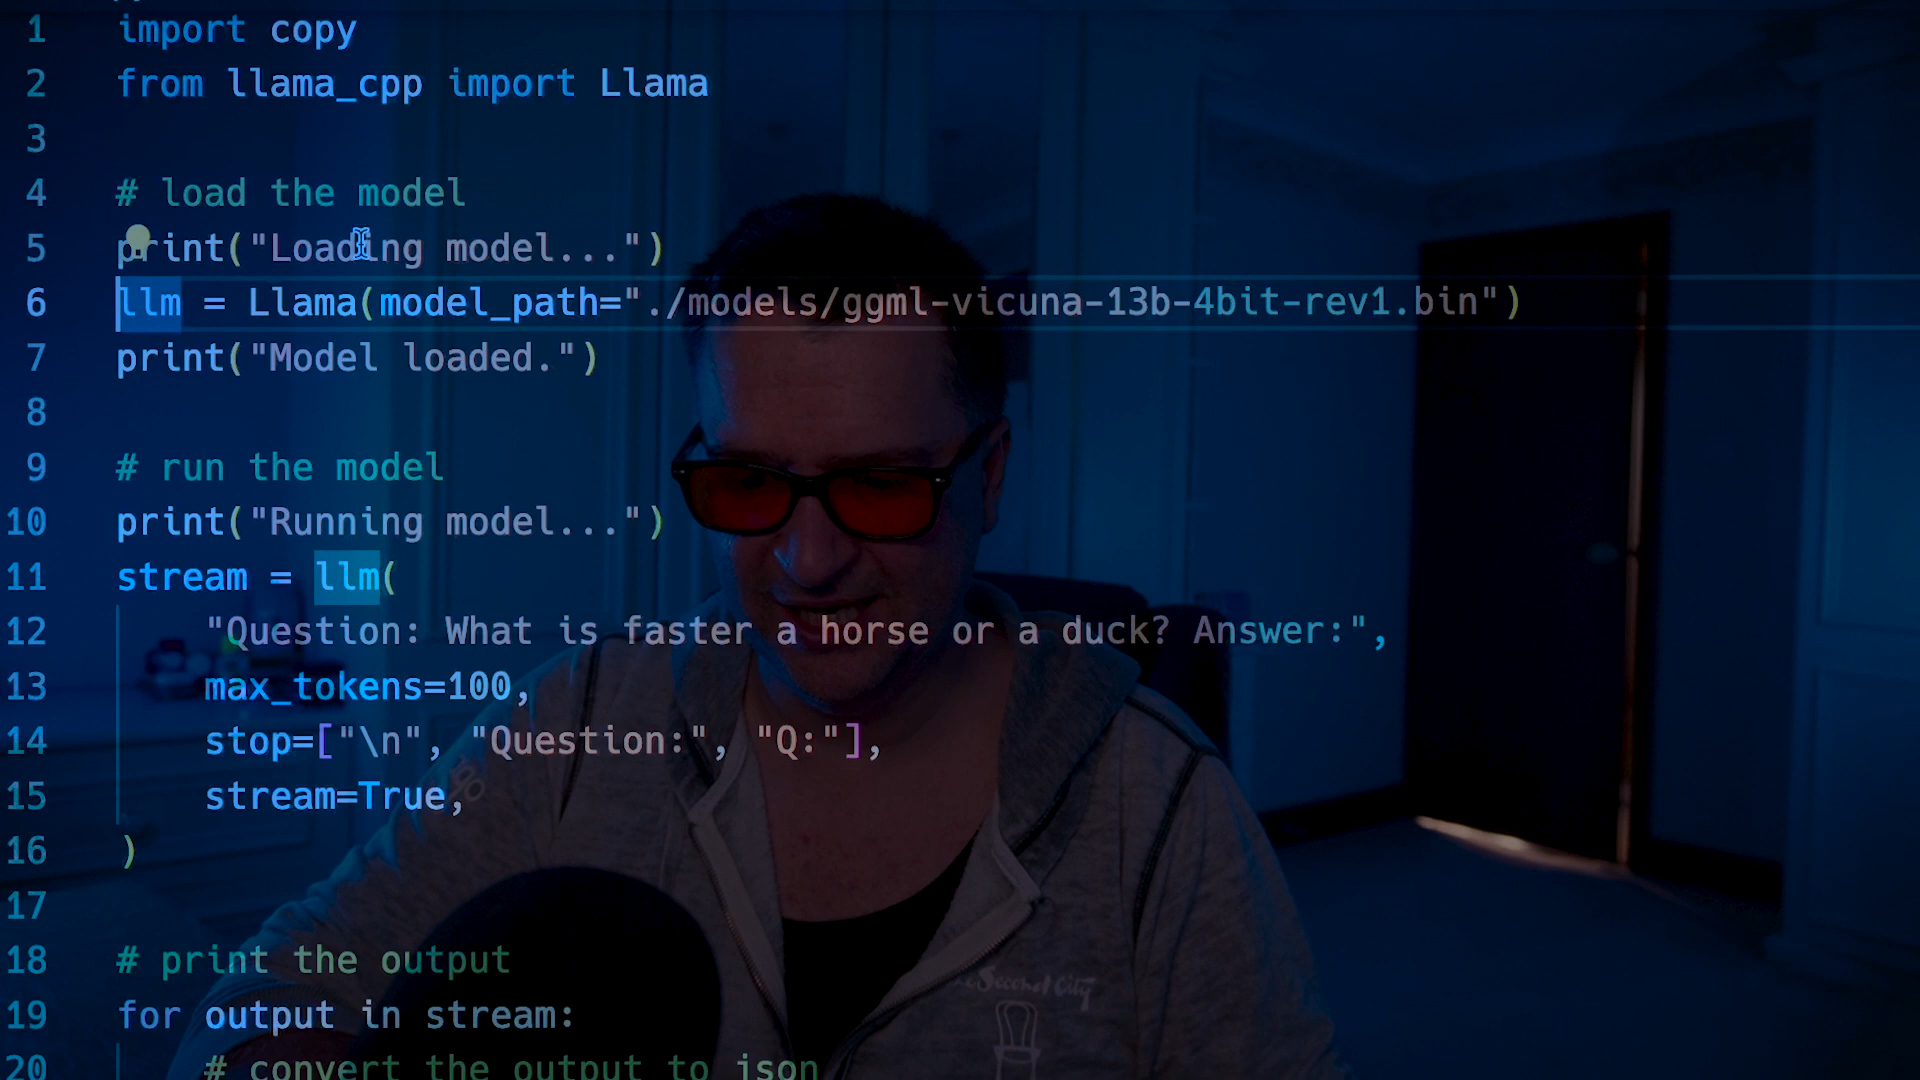 1 import copy
2 from llama_cpp import Llama
3
4 # load the model
5 print("Loading model...")
6 llm = Llama(model_path="./models/ggml-vicuna-13b-4bit-rev1.bin")
7 print("Model loaded.")
8
9 # run the model
10 print("Running model...")
11 stream = llm(
12 "Question: What is faster a horse or a duck? Answer:",
13 max_tokens=100,
14 stop=["\n", "Question:", "Q:"],
15 stream=True,
16 )
17
18 # print the output
19 for output in stream:
20 # convert the output to json
Second City